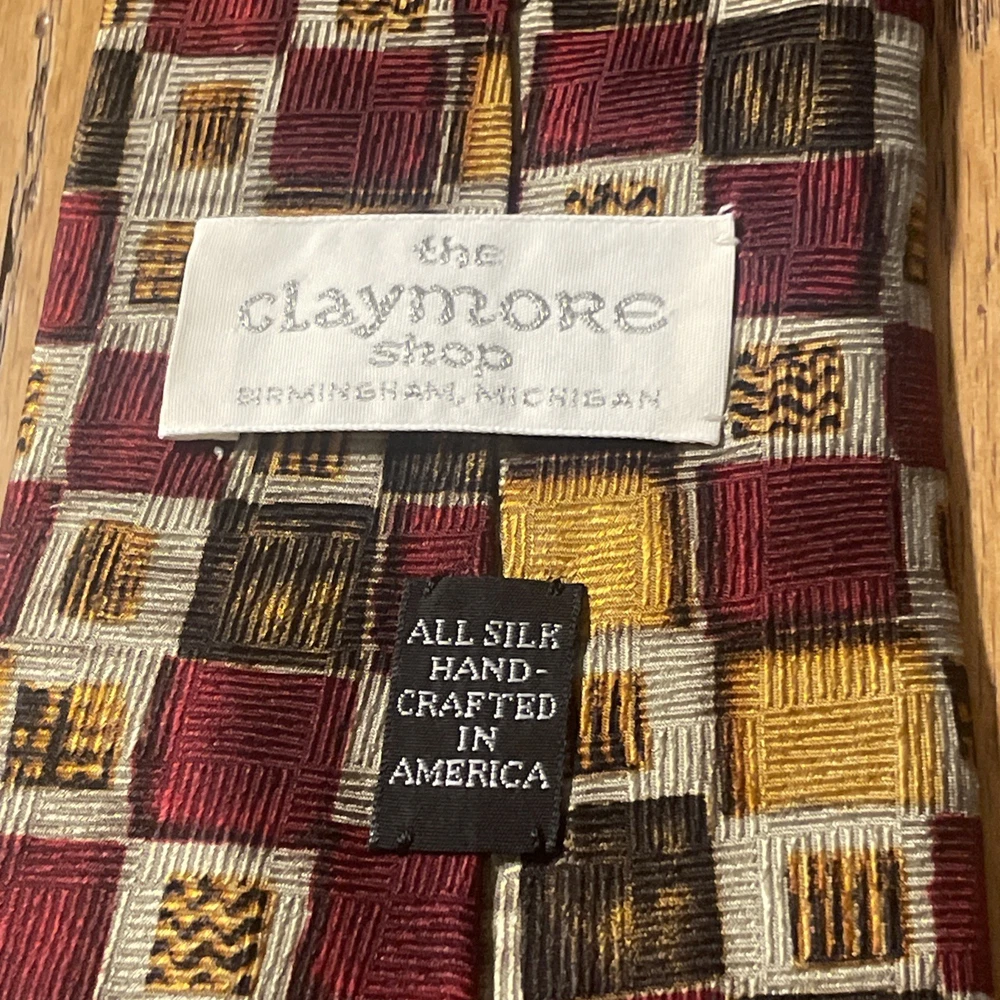 the
claymore
shop
BIRMINGHAM, MICHIGAN
ALL SILK
HAND-
CRAFTED
IN
AMERICA